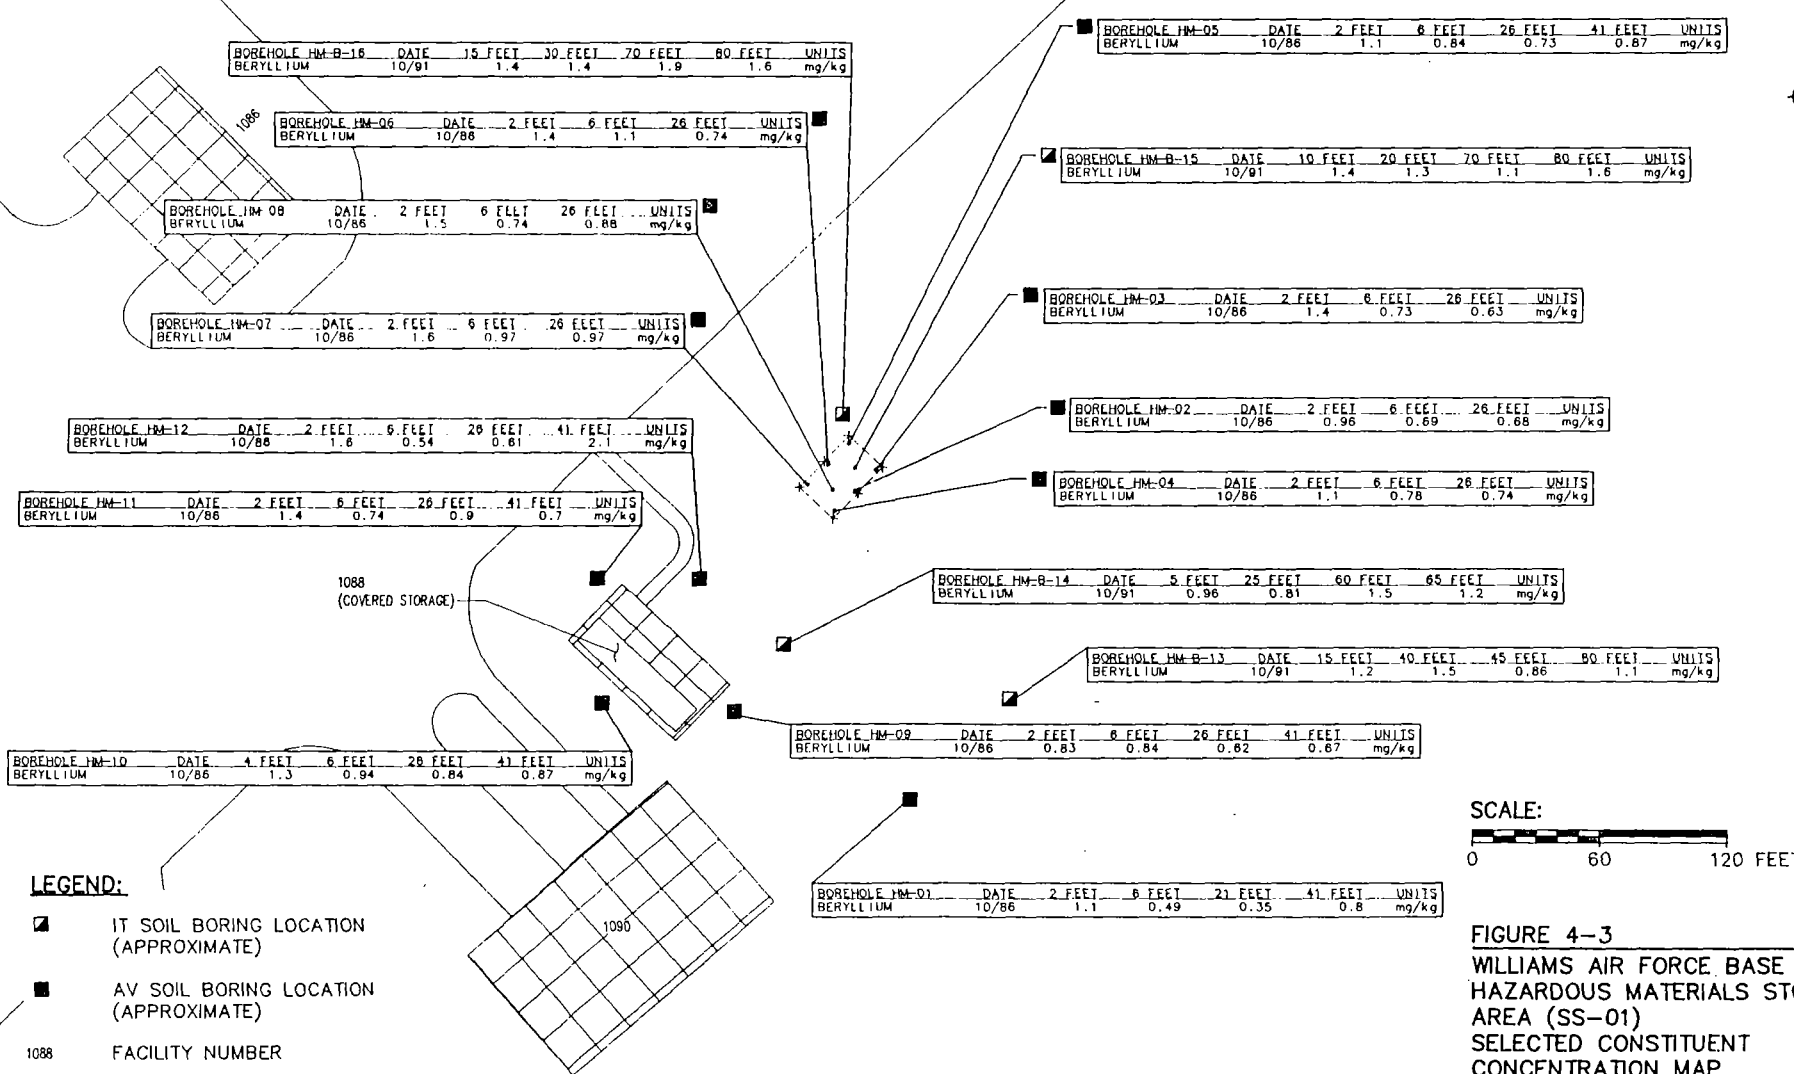 BOREHOLE HM-05 DATE 2 FEET 6 FEET 26 FEET 41 FEET UNITS
BERYLLIUM 10/86 1.1 0.84 0.73 0.87 mg/kg
BOREHOLE HM-B-16 DATE 15 FEET 30 FEET 70 FEET 80 FEET UNITS
BERYLLIUM 10/91 1.4 1.4 1.9 1.6 mg/kg
1086
BOREHOLE HM-06 DATE 2 FEET 6 FEET 26 FEET UNITS
BERYLLIUM 10/86 1.4 1.1 0.74 mg/kg
BOREHOLE HM-B-15 DATE 10 FEET 20 FEET 70 FEET 80 FEET UNITS
BERYLLIUM 10/91 1.4 1.3 1.1 1.6 mg/kg
BOREHOLE HM-08 DATE 2 FEET 6 FEET 26 FEET UNITS
BERYLLIUM 10/86 1.5 0.74 0.88 mg/kg
BOREHOLE HM-03 DATE 2 FEET 6 FEET 26 FEET UNITS
BERYLLIUM 10/86 1.4 0.73 0.63 mg/kg
BOREHOLE HM-07 DATE 2 FEET 6 FEET 26 FEET UNITS
BERYLLIUM 10/86 1.6 0.97 0.97 mg/kg
BOREHOLE HM-02 DATE 2 FEET 6 FEET 26 FEET UNITS
BERYLLIUM 10/86 0.96 0.69 0.68 mg/kg
BOREHOLE HM-12 DATE 2 FEET 6 FEET 26 FEET 41 FEET UNITS
BERYLLIUM 10/86 1.6 0.54 0.61 2.1 mg/kg
BOREHOLE HM-04 DATE 2 FEET 6 FEET 26 FEET UNITS
BERYLLIUM 10/86 1.1 0.78 0.74 mg/kg
BOREHOLE HM-11 DATE 2 FEET 6 FEET 26 FEET 41 FEET UNITS
BERYLLIUM 10/86 1.4 0.74 0.9 0.7 mg/kg
1088
(COVERED STORAGE)
BOREHOLE HM-B-14 DATE 5 FEET 25 FEET 60 FEET 65 FEET UNITS
BERYLLIUM 10/91 0.96 0.81 1.5 1.2 mg/kg
BOREHOLE HM-B-13 DATE 15 FEET 40 FEET 45 FEET 80 FEET UNITS
BERYLLIUM 10/91 1.2 1.5 0.86 1.1 mg/kg
BOREHOLE HM-09 DATE 2 FEET 6 FEET 26 FEET 41 FEET UNITS
BERYLLIUM 10/86 0.83 0.84 0.62 0.67 mg/kg
BOREHOLE HM-10 DATE 4 FEET 6 FEET 26 FEET 41 FEET UNITS
BERYLLIUM 10/86 1.3 0.94 0.84 0.87 mg/kg
BOREHOLE HM-01 DATE 2 FEET 6 FEET 21 FEET 41 FEET UNITS
BERYLLIUM 10/86 1.1 0.49 0.35 0.8 mg/kg
1090
SCALE:
0 60 120 FEET
LEGEND:
IT SOIL BORING LOCATION
(APPROXIMATE)
AV SOIL BORING LOCATION
(APPROXIMATE)
1088 FACILITY NUMBER
FIGURE 4-3
WILLIAMS AIR FORCE BASE
HAZARDOUS MATERIALS STO
AREA (SS-01)
SELECTED CONSTITUENT
CONCENTRATION MAP